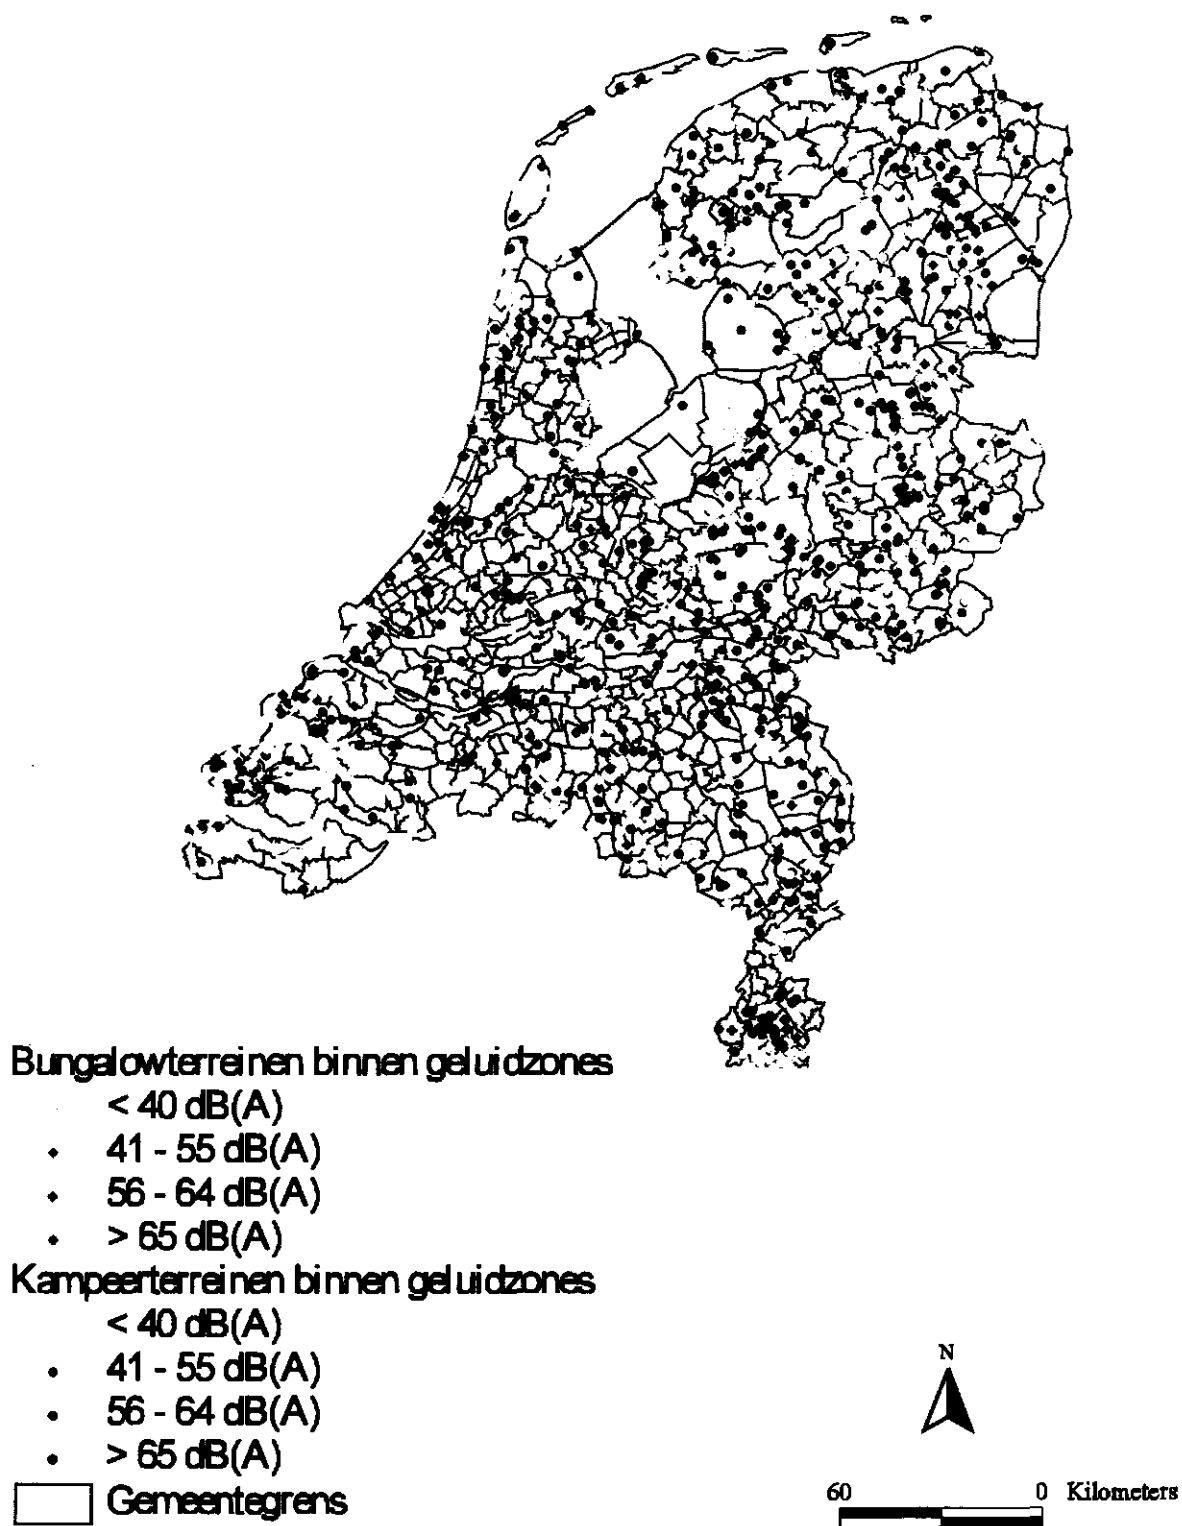 Bungalowterreinen binnen geluidzones
< 40 dB(A)
41 - 55 dB(A)
56 - 64 dB(A)
> 65 dB(A)
Kampeerterreinen binnen geluidzones
< 40 dB(A)
41 - 55 dB(A)
56 - 64 dB(A)
> 65 dB(A)
Gemeentegrens
N
60 0 Kilometers